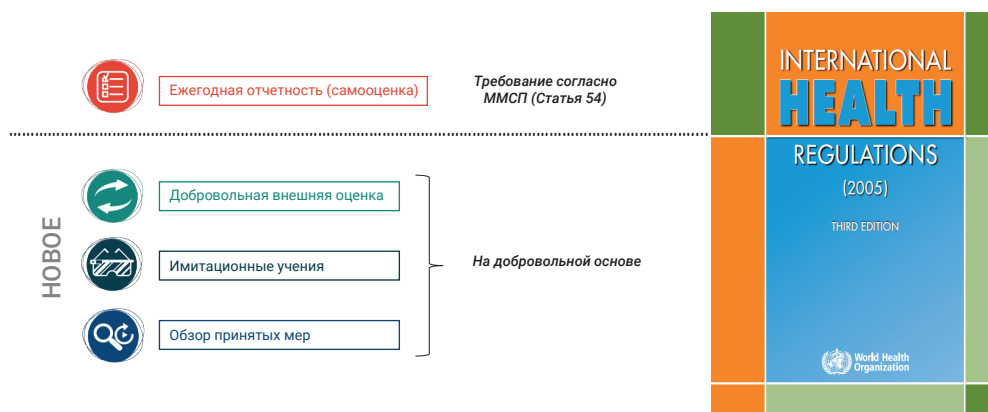 Ежегодная отчетность (самооценка)
Требование согласно
ММСП (Статья 54)
НОВОЕ
Добровольная внешняя оценка
Имитационные учения
Обзор принятых мер
На добровольной основе
INTERNATIONAL
HEALTH
REGULATIONS
(2005)
THIRD EDITION
World Health
Organization